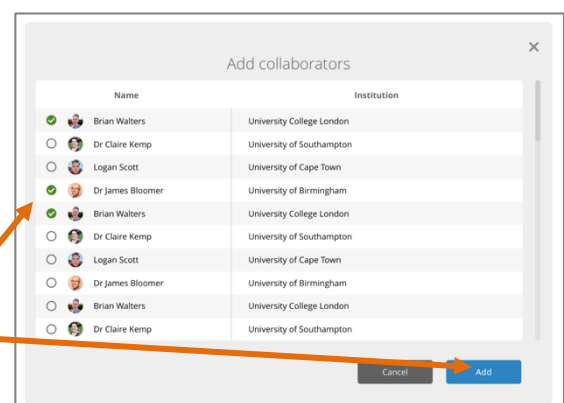 ×
Add collaborators
Name Institution
Brian Walters University College London
Dr Claire Kemp University of Southampton
Logan Scott University of Cape Town
Dr James Bloomer University of Birmingham
Brian Walters University College London
Dr Claire Kemp University of Southampton
Logan Scott University of Cape Town
Dr James Bloomer University of Birmingham
Brian Walters University College London
Dr Claire Kemp University of Southampton
Cancel Add